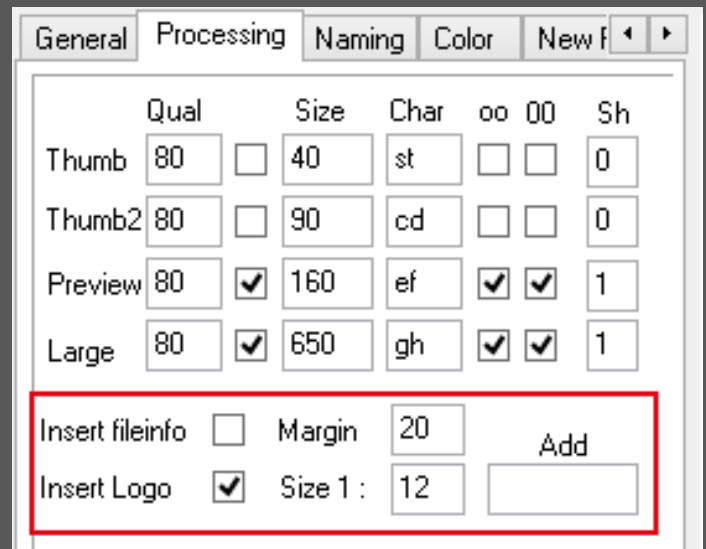 General Processing Naming Color New F
Qual Size Char oo 00 Sh
Thumb 80 40 st 0
Thumb2 80 90 cd 0
Preview 80 160 ef 1
Large 80 650 gh 1
Insert fileinfo Margin 20 Add
Insert Logo Size 1 : 12